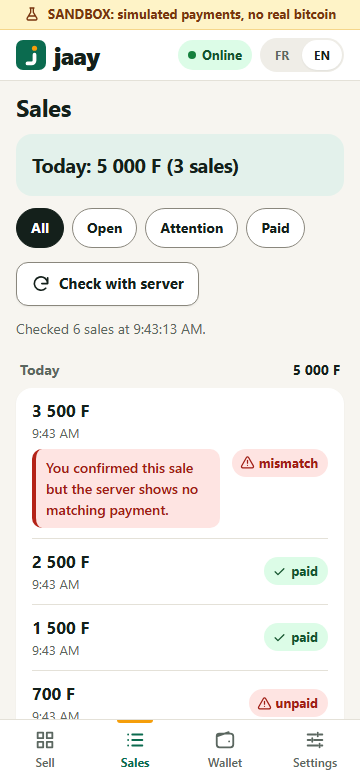 SANDBOX: simulated payments, no real bitcoin
jaay
Online
FR
EN
Sales
Today: 5 000 F (3 sales)
All
Open
Attention
Paid
Check with server
Checked 6 sales at 9:43:13 AM.
Today
5 000 F
3 500 F
9:43 AM
You confirmed this sale
but the server shows no
matching payment.
mismatch
2 500 F
9:43 AM
paid
1 500 F
9:43 AM
paid
700 F
9:43 AM
unpaid
Sell
Sales
Wallet
Settings